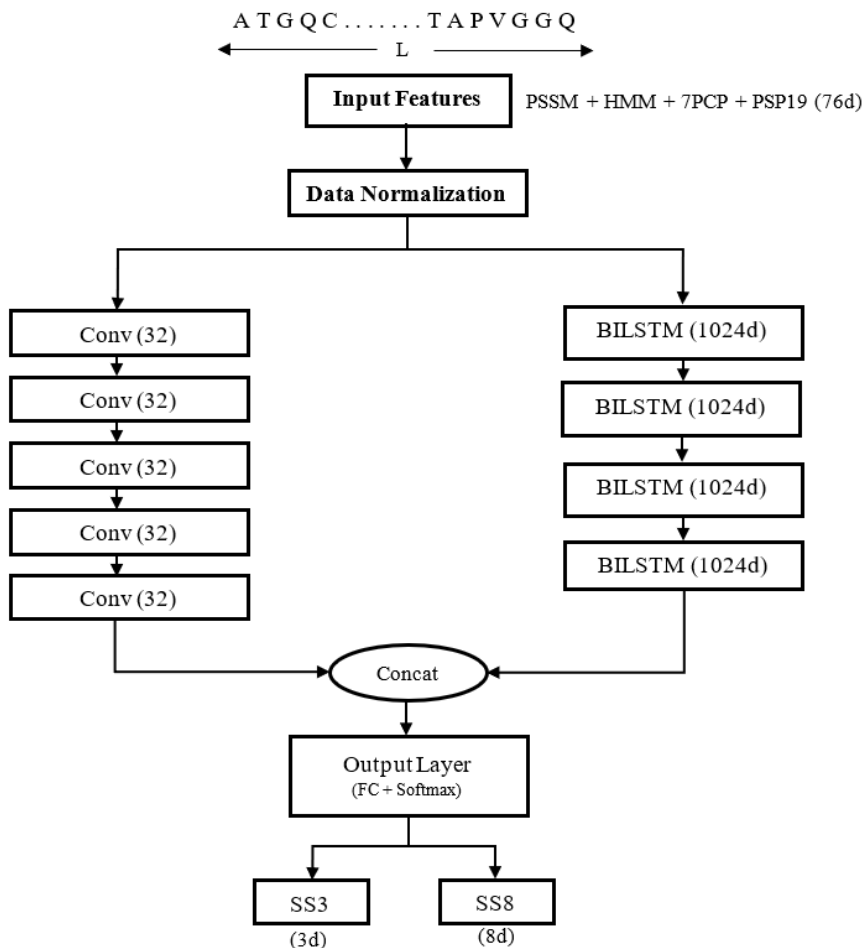 A T G Q C . . . . . . . T A P V G G Q
L
Input Features
PSSM + HMM + 7PCP + PSP19 (76d)
Data Normalization
Conv (32)
Conv (32)
Conv (32)
Conv (32)
Conv (32)
BILSTM (1024d)
BILSTM (1024d)
BILSTM (1024d)
BILSTM (1024d)
Concat
Output Layer
(FC + Softmax)
SS3
(3d)
SS8
(8d)